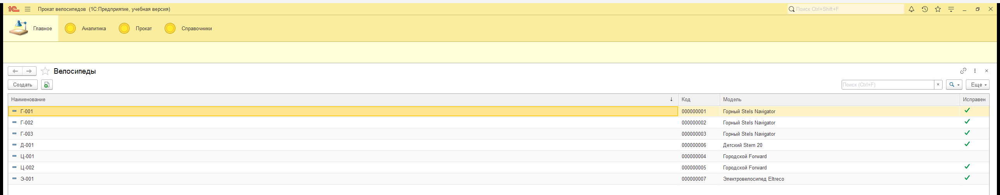 1С Прокат велосипедов (1С:Предприятие, учебная версия) Поиск Ctrl+Shift+F
Главное Аналитика Прокат Справочники
Велосипеды
Создать Поиск (Ctrl+F) × Еще
Наименование ↓ Код Модель Исправен
Г-001 000000001 Горный Stels Navigator
Г-002 000000002 Горный Stels Navigator
Г-003 000000003 Горный Stels Navigator
Д-001 000000006 Детский Stern 20
Ц-001 000000004 Городской Forward
Ц-002 000000005 Городской Forward
Э-001 000000007 Электровелосипед Eltreco